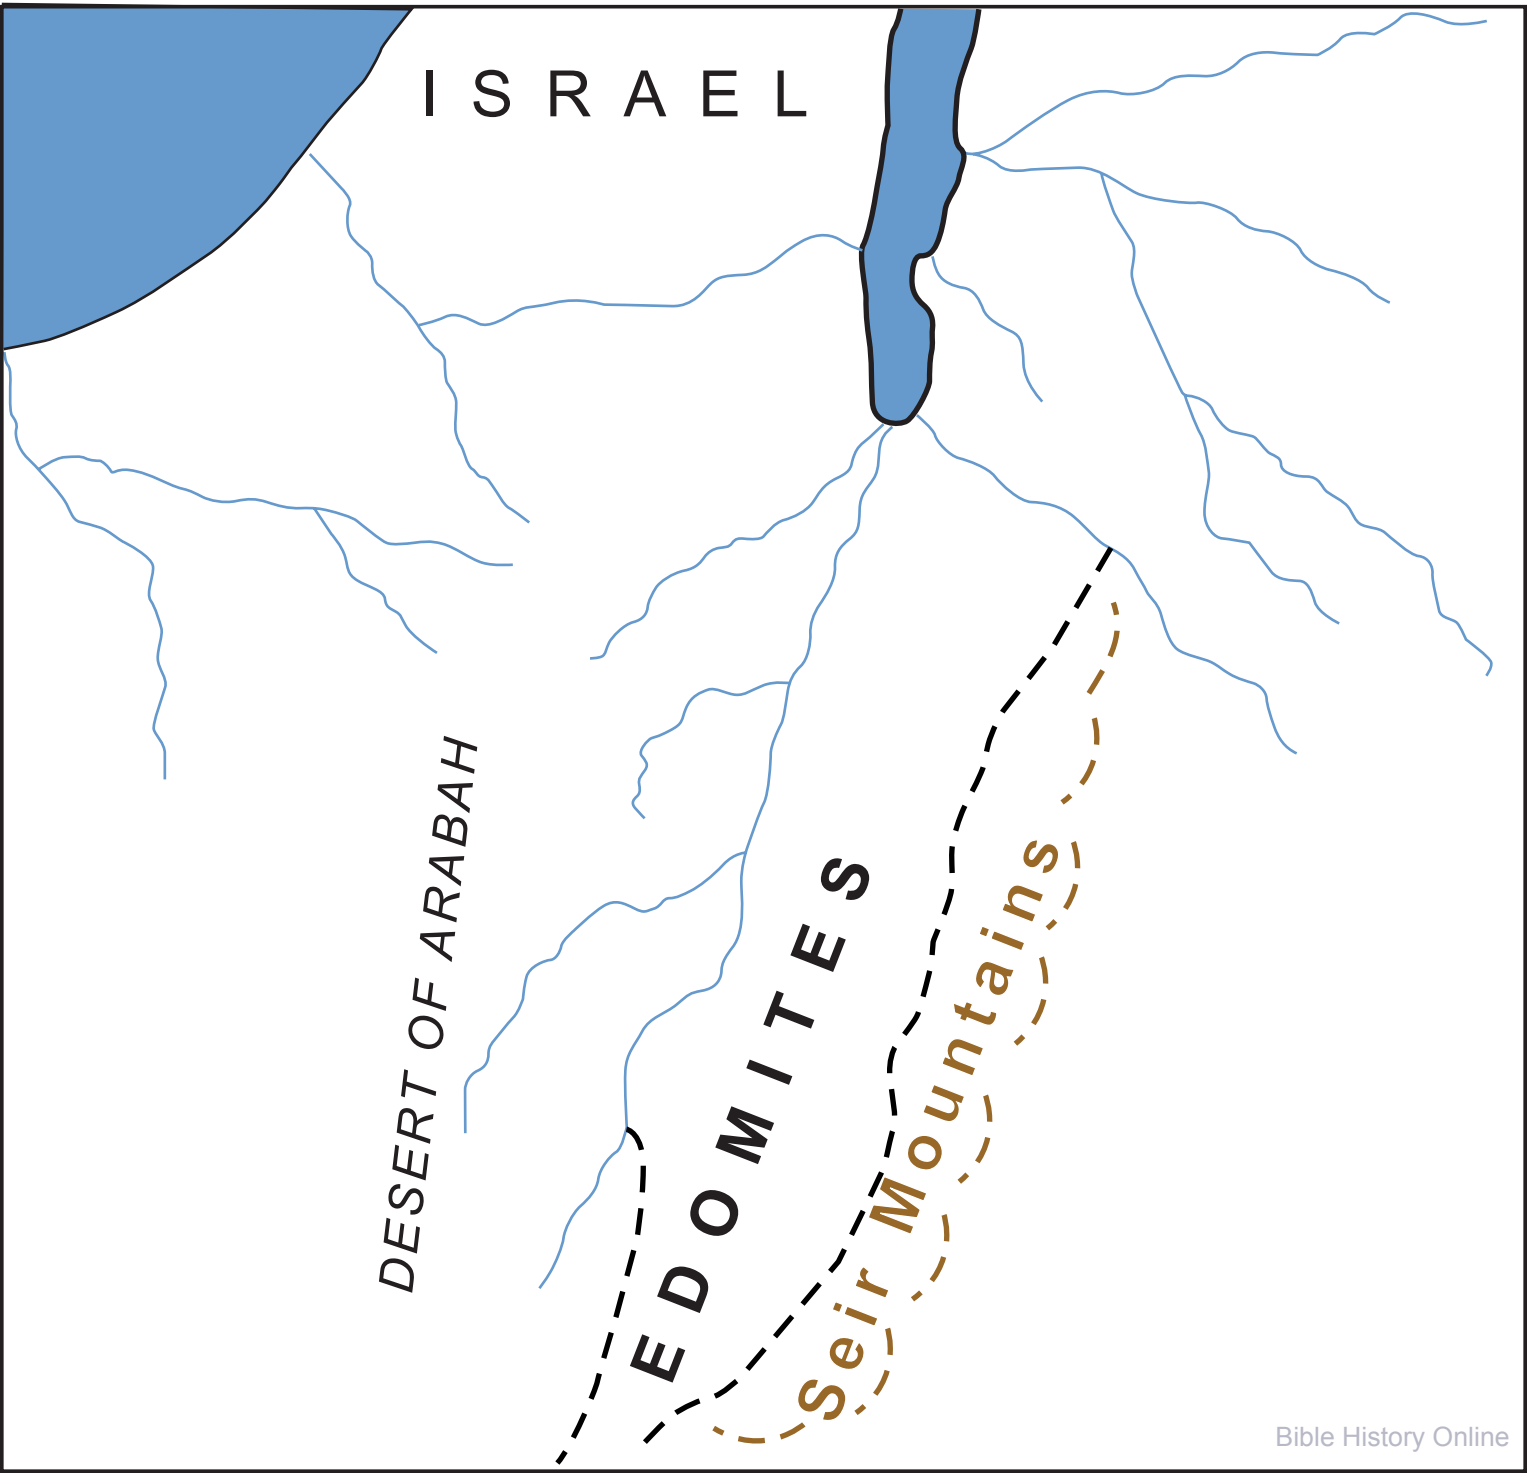 ISRAEL
DESERT OF ARABAH
EDOMITES
Seir Mountains
Bible History Online